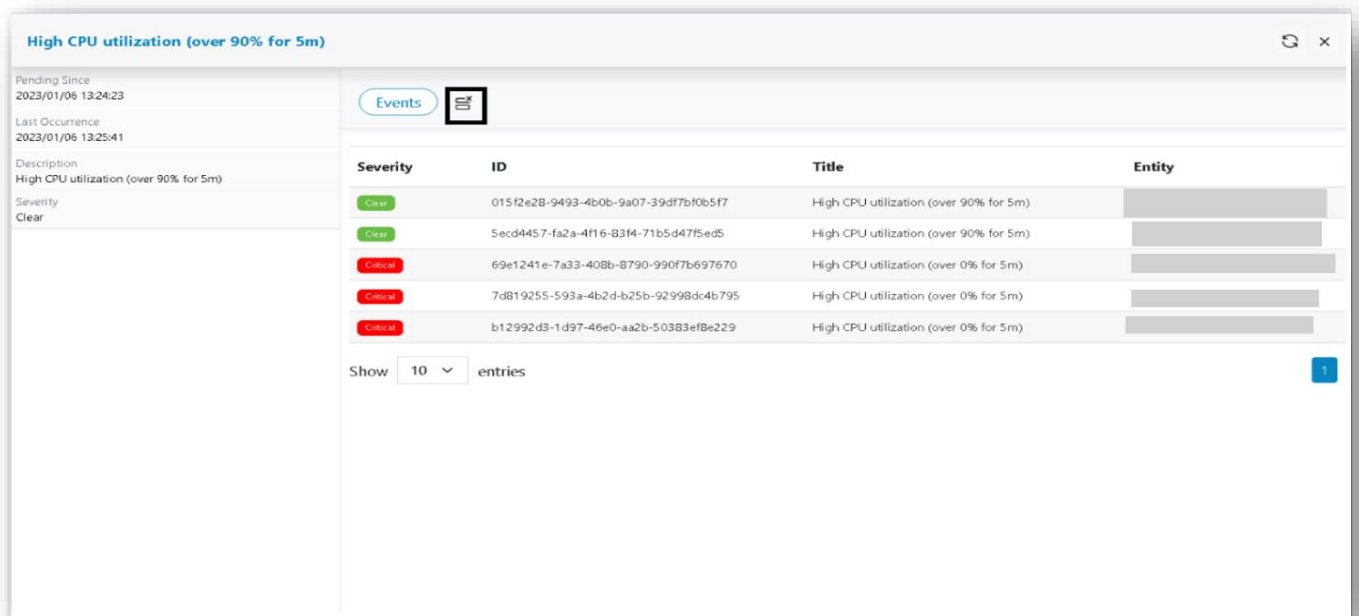 High CPU utilization (over 90% for 5m)
Pending Since
2023/01/06 13:24:23
Last Occurrence
2023/01/06 13:25:41
Description
High CPU utilization (over 90% for 5m)
Severity
Clear
Events
Severity ID Title Entity
Clear 015f2e28-9493-4b0b-9a07-39df7bf0b5f7 High CPU utilization (over 90% for 5m)
Clear 5ecd4457-fa2a-4f16-83f4-71b5d47f5ed5 High CPU utilization (over 90% for 5m)
Critical 69e1241e-7a33-408b-8790-990f7b697670 High CPU utilization (over 0% for 5m)
Critical 7d819255-593a-4b2d-b25b-92998dc4b795 High CPU utilization (over 0% for 5m)
Critical b12992d3-1d97-46e0-aa2b-50383ef8e229 High CPU utilization (over 0% for 5m)
Show 10 entries 1